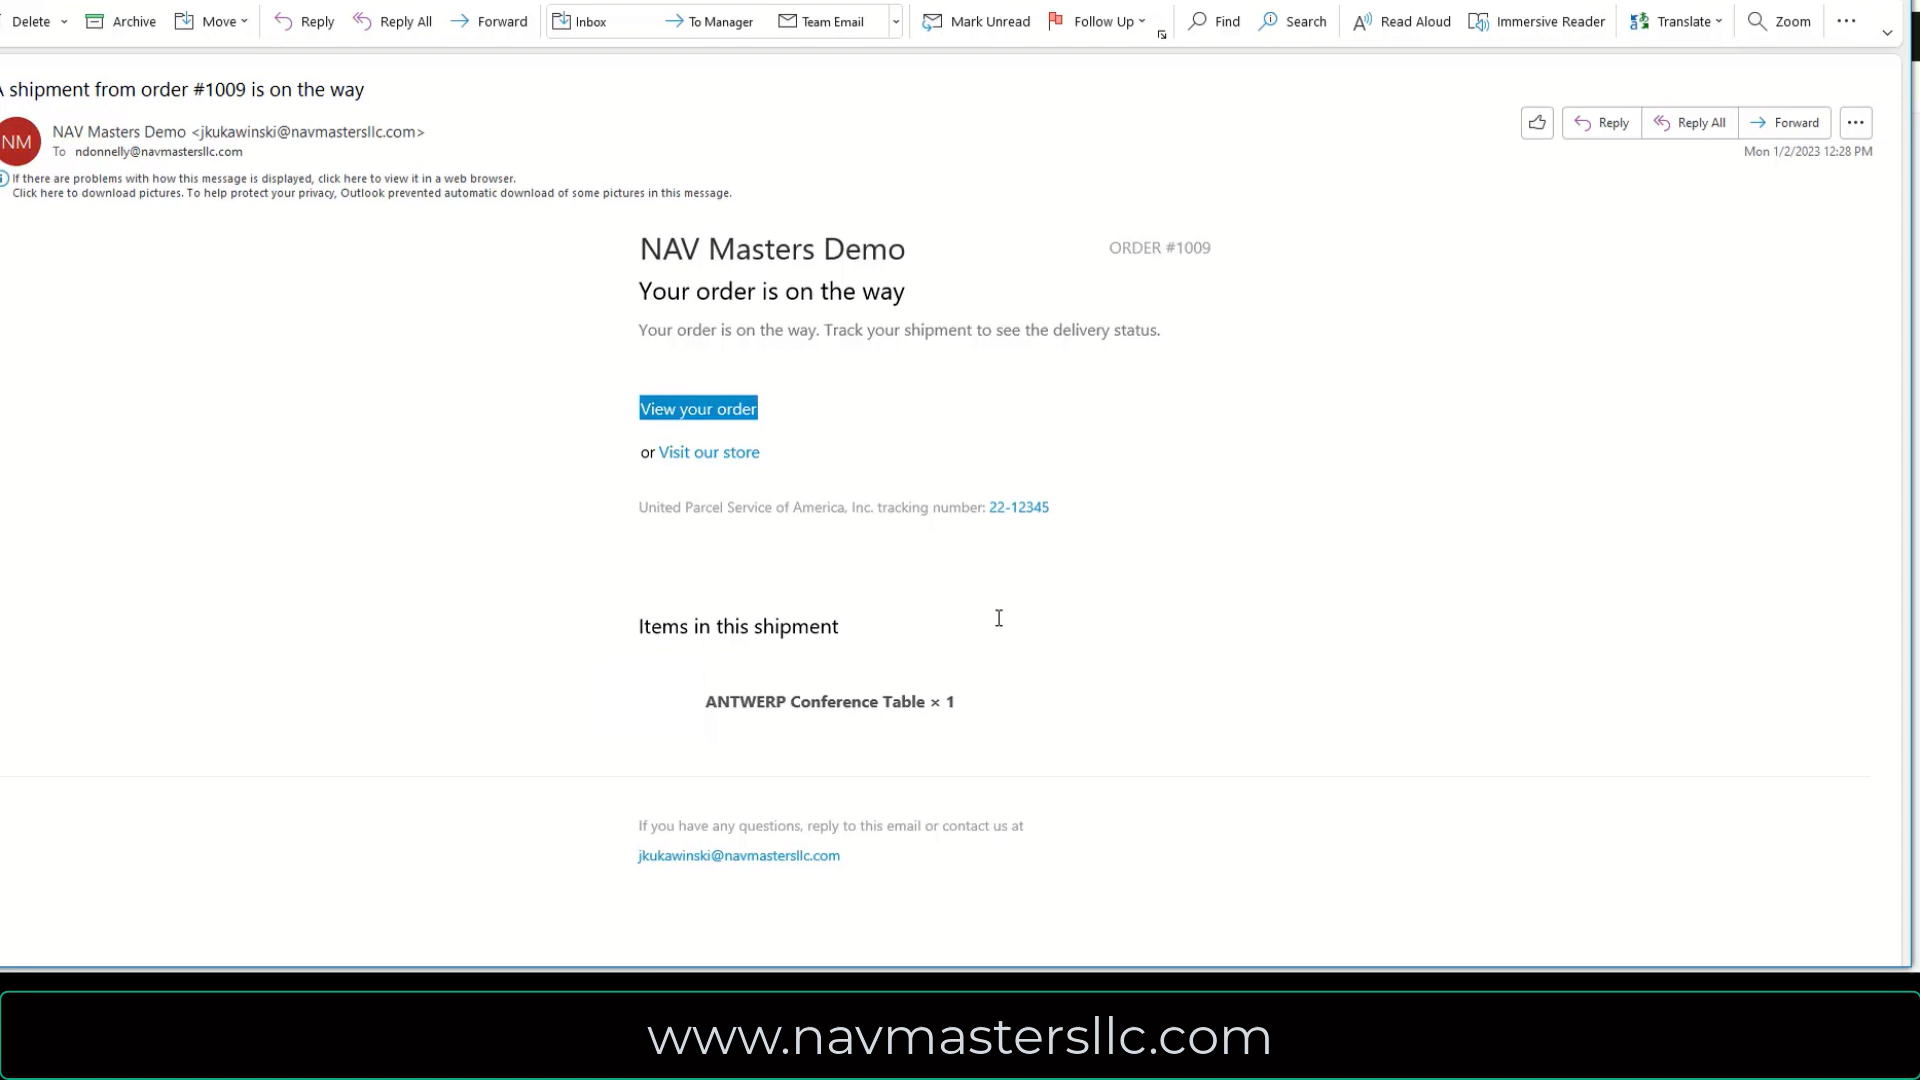 Delete Archive Move Reply Reply All Forward Inbox To Manager Team Email Mark Unread Follow Up Find Search Read Aloud Immersive Reader Translate Zoom ...
A shipment from order #1009 is on the way
NM
NAV Masters Demo <jkukawinski@navmastersllc.com>
To ndonnelly@navmastersllc.com
Reply Reply All Forward ...
Mon 1/2/2023 12:28 PM
If there are problems with how this message is displayed, click here to view it in a web browser.
Click here to download pictures. To help protect your privacy, Outlook prevented automatic download of some pictures in this message.
NAV Masters Demo
ORDER #1009
Your order is on the way
Your order is on the way. Track your shipment to see the delivery status.
View your order
or Visit our store
United Parcel Service of America, Inc. tracking number: 22-12345
Items in this shipment
ANTWERP Conference Table × 1
If you have any questions, reply to this email or contact us at
jkukawinski@navmastersllc.com
www.navmastersllc.com